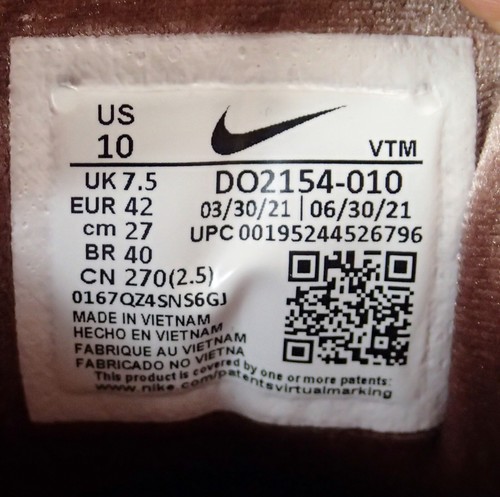 US
10
VTM
UK 7.5
DO2154-010
EUR 42
03/30/21 | 06/30/21
cm 27
UPC 00195244526796
BR 40
CN 270(2.5)
0167QZ4SNS6GJ
MADE IN VIETNAM
HECHO EN VIETNAM
FABRIQUE AU VIETNAM
FABRICADO NO VIETNA
This product is covered by one or more patents:
www.nike.com/patentsvirtualmarking